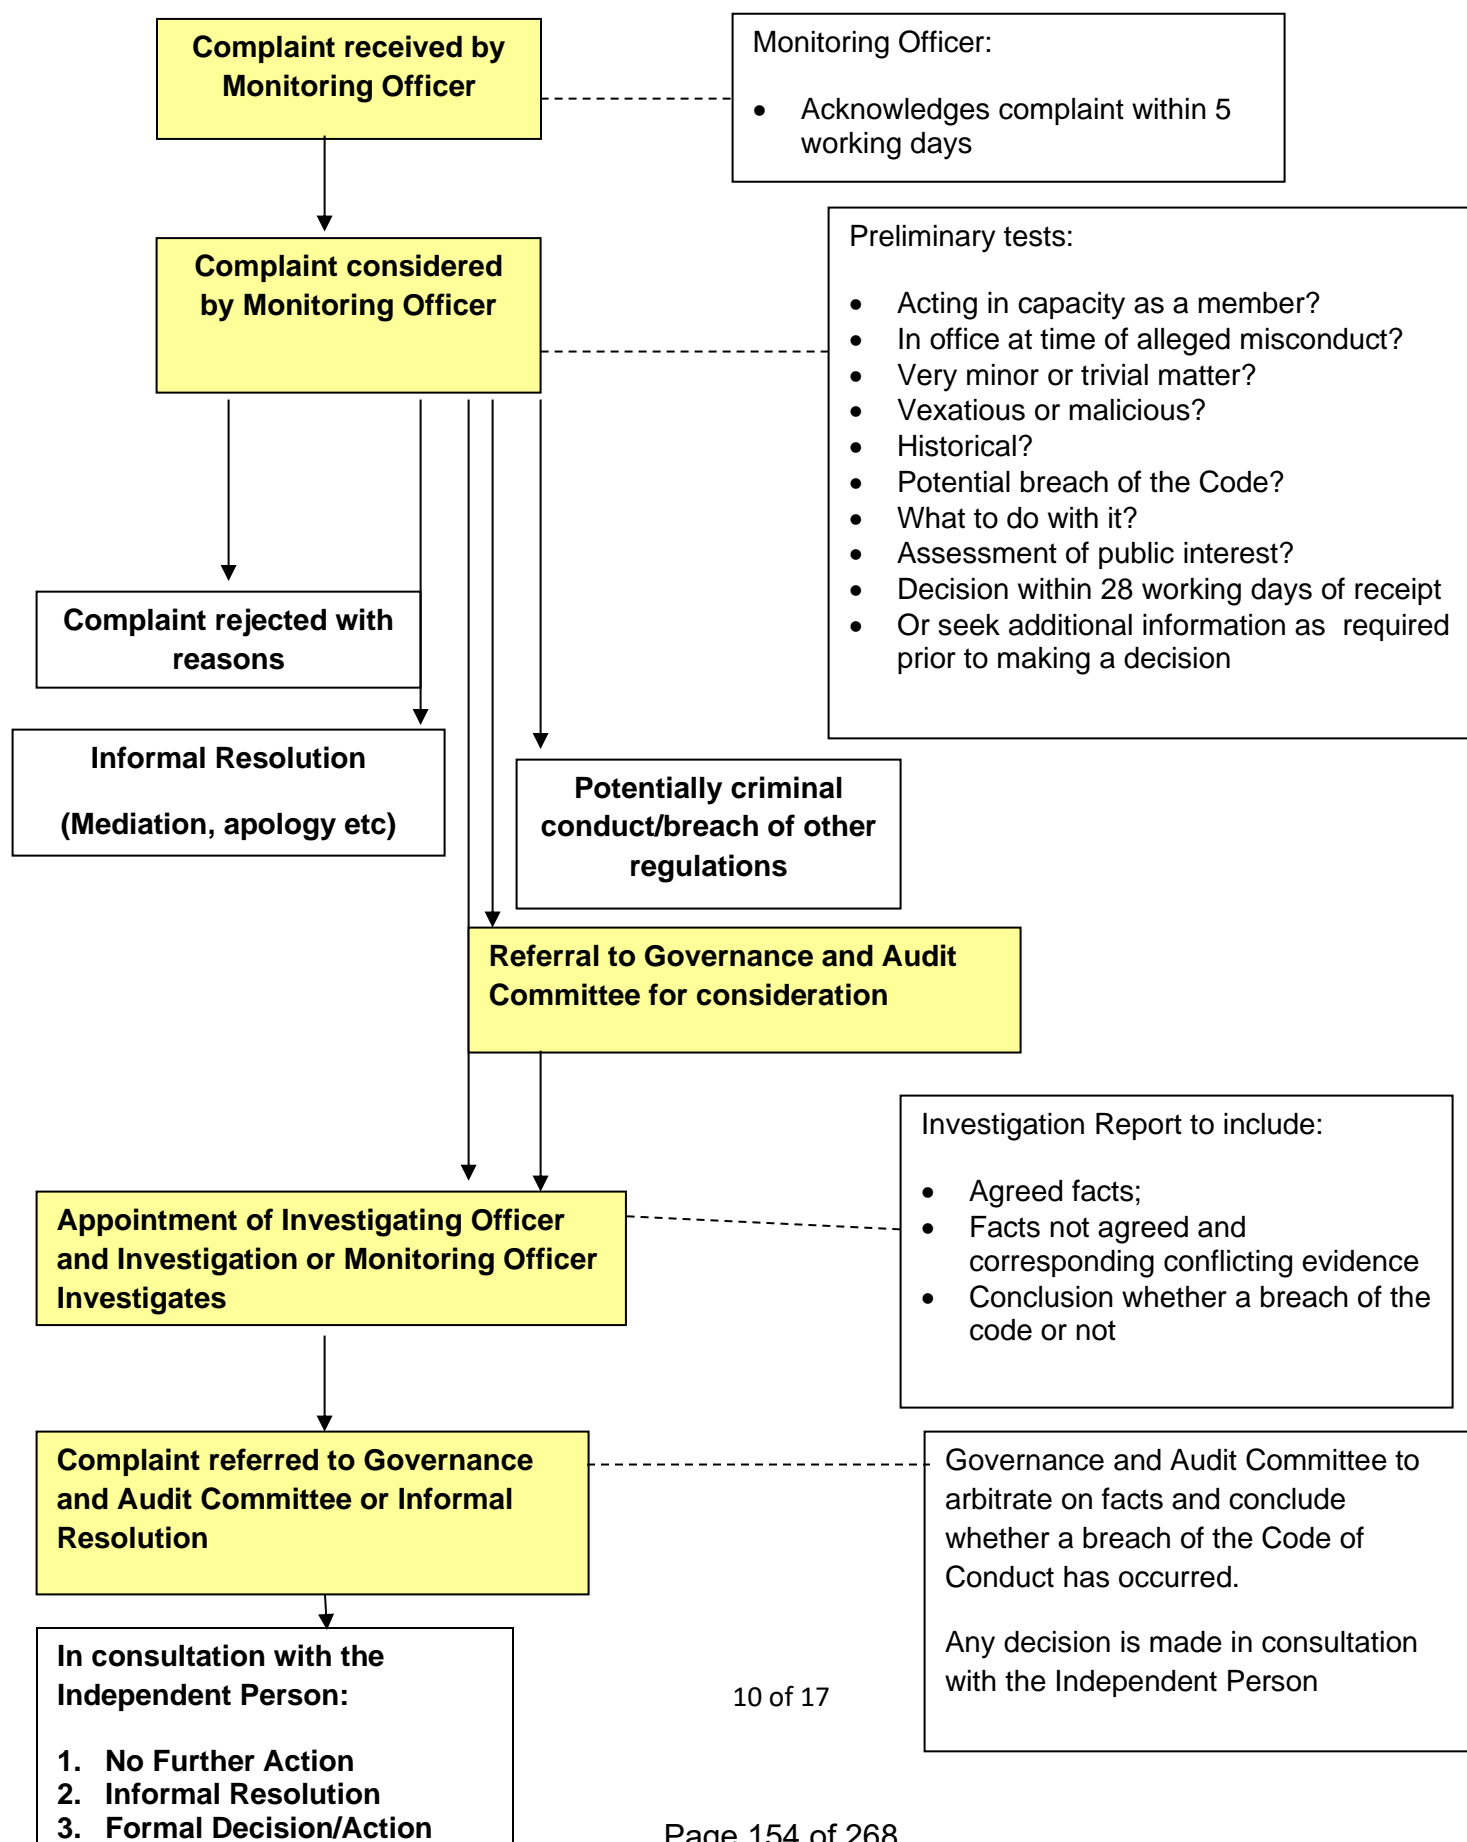 Complaint received by
Monitoring Officer
Monitoring Officer:
• Acknowledges complaint within 5
working days
Complaint considered
by Monitoring Officer
Preliminary tests:
• Acting in capacity as a member?
• In office at time of alleged misconduct?
• Very minor or trivial matter?
• Vexatious or malicious?
• Historical?
• Potential breach of the Code?
• What to do with it?
• Assessment of public interest?
• Decision within 28 working days of receipt
• Or seek additional information as required
prior to making a decision
Complaint rejected with
reasons
Informal Resolution
(Mediation, apology etc)
Potentially criminal
conduct/breach of other
regulations
Referral to Governance and Audit
Committee for consideration
Investigation Report to include:
• Agreed facts;
• Facts not agreed and
corresponding conflicting evidence
• Conclusion whether a breach of the
code or not
Appointment of Investigating Officer
and Investigation or Monitoring Officer
Investigates
Complaint referred to Governance
and Audit Committee or Informal
Resolution
Governance and Audit Committee to
arbitrate on facts and conclude
whether a breach of the Code of
Conduct has occurred.
Any decision is made in consultation
with the Independent Person
In consultation with the
Independent Person:
1. No Further Action
2. Informal Resolution
3. Formal Decision/Action
10 of 17
Page 154 of 268